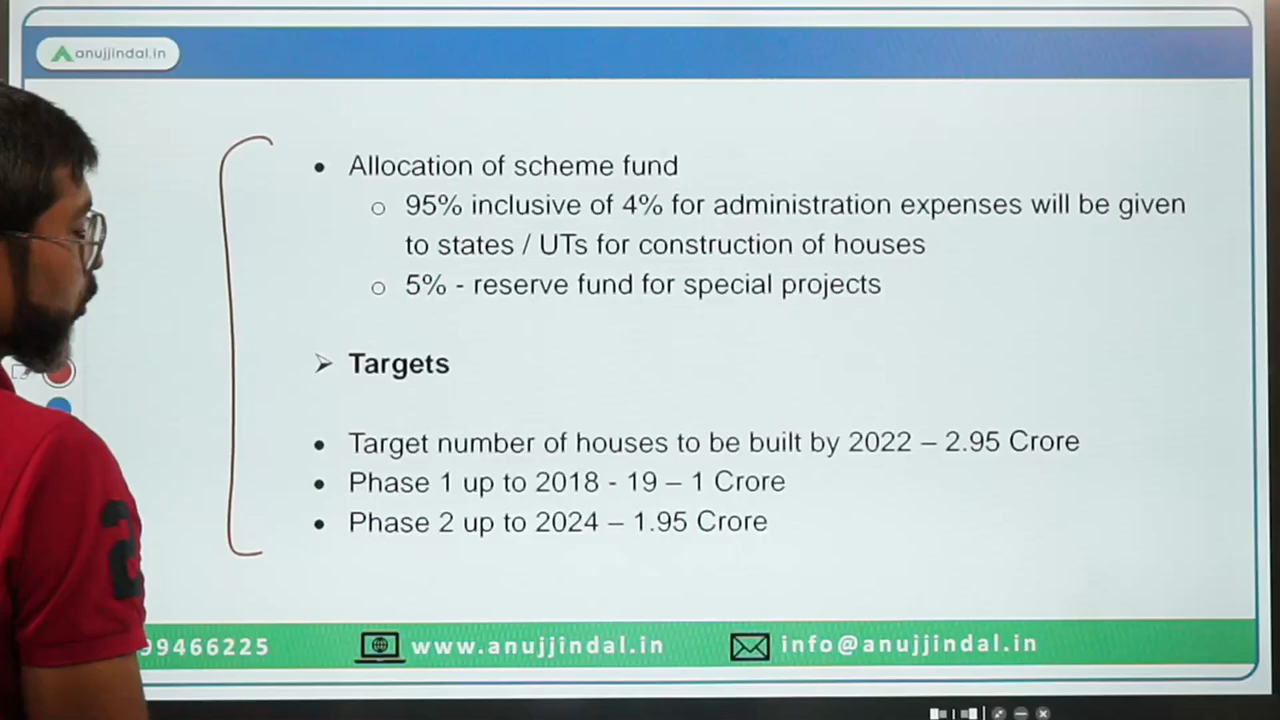 anujjindal.in
• Allocation of scheme fund
○ 95% inclusive of 4% for administration expenses will be given
to states / UTs for construction of houses
○ 5% - reserve fund for special projects
➢ Targets
• Target number of houses to be built by 2022 – 2.95 Crore
• Phase 1 up to 2018 - 19 – 1 Crore
• Phase 2 up to 2024 – 1.95 Crore
99466225 www.anujjindal.in info@anujjindal.in